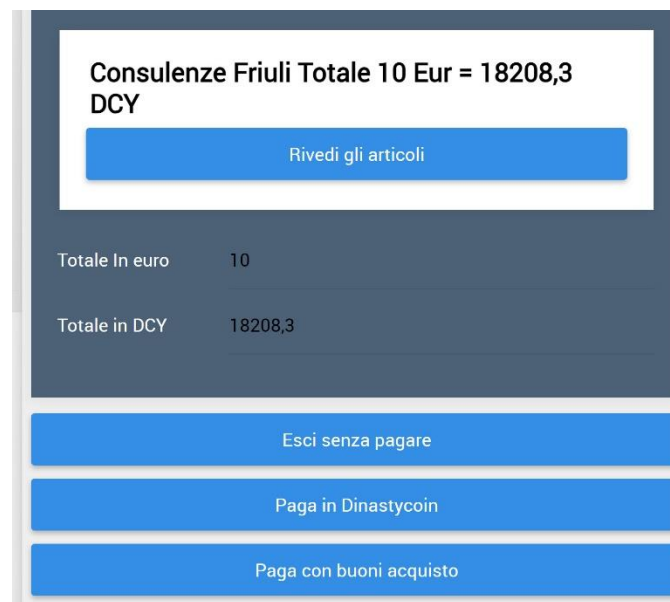 Consulenze Friuli Totale 10 Eur = 18208,3
DCY
Rivedi gli articoli
Totale In euro 10
Totale in DCY 18208,3
Esci senza pagare
Paga in Dinastycoin
Paga con buoni acquisto